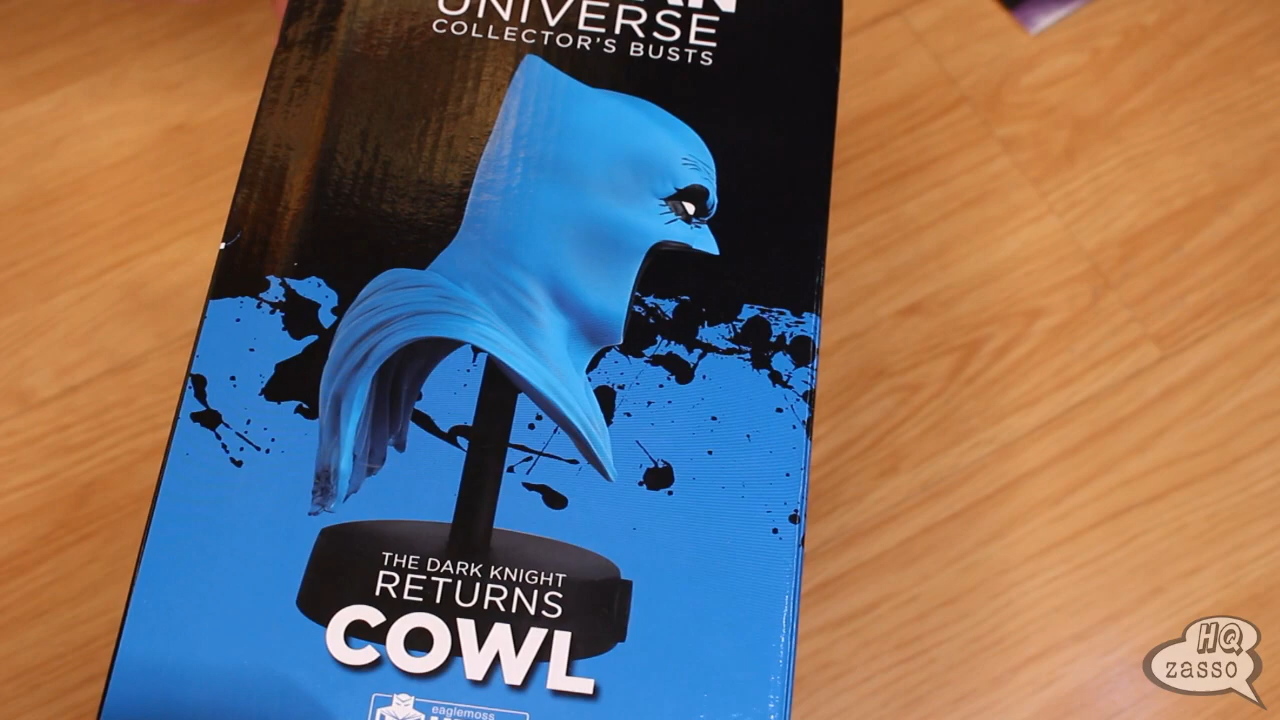 UNIVERSE
COLLECTOR'S BUSTS
THE DARK KNIGHT
RETURNS
COWL
eaglemoss
HQ
zasso